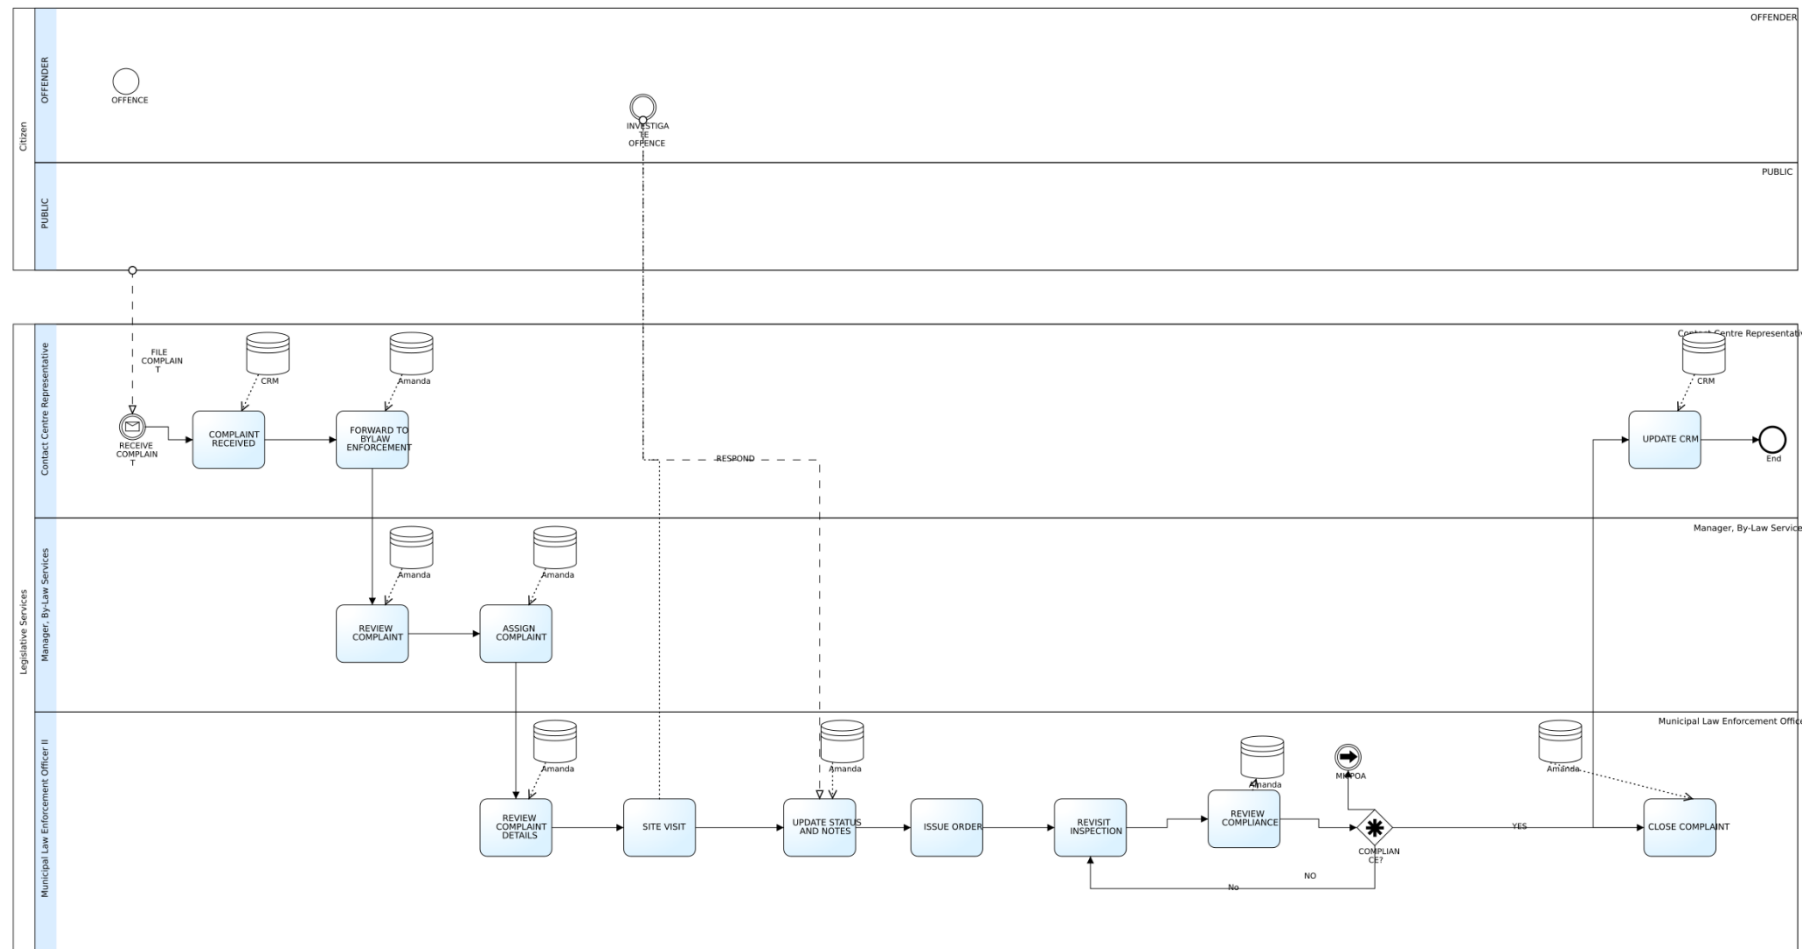 OFFENDER
OFFENDER
OFFENCE
INVESTIGA
TE
OFFENCE
Citizen
PUBLIC
PUBLIC
Contact Centre Representativ
Contact Centre Representative
FILE
COMPLAIN
T
CRM
Amanda
CRM
RECEIVE
COMPLAIN
T
COMPLAINT
RECEIVED
FORWARD TO
BYLAW
ENFORCEMENT
UPDATE CRM
End
RESPOND
Legislative Services
Manager, By-Law Service
Manager, By-Law Services
Amanda
Amanda
REVIEW
COMPLAINT
ASSIGN
COMPLAINT
Municipal Law Enforcement Office
Municipal Law Enforcement Officer II
Amanda
Amanda
Amanda
Amanda
REVIEW
COMPLAINT
DETAILS
SITE VISIT
UPDATE STATUS
AND NOTES
ISSUE ORDER
REVISIT
INSPECTION
REVIEW
COMPLIANCE
COMPLIAN
CE?
YES
CLOSE COMPLAINT
NO
No